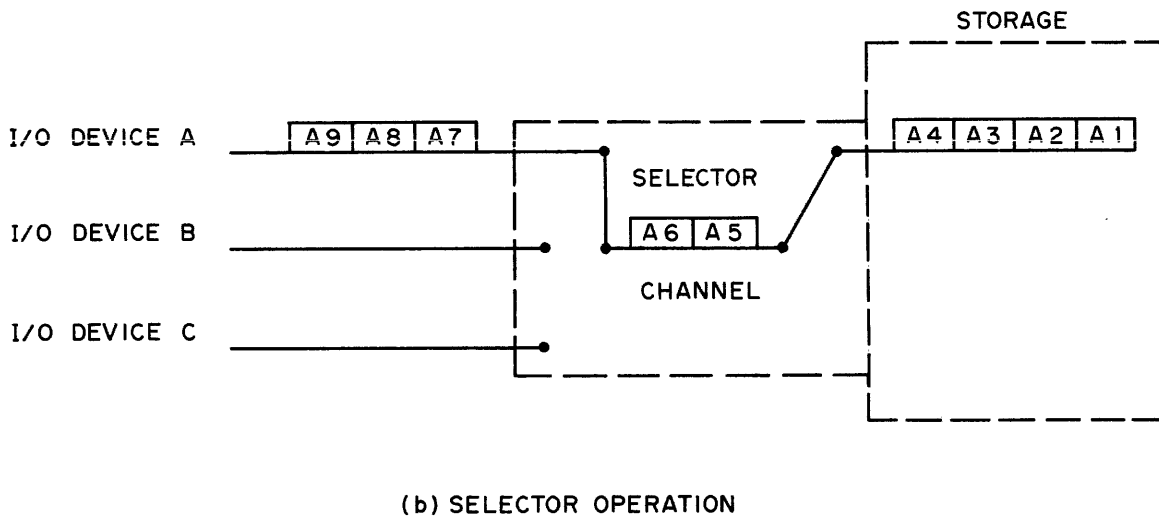 STORAGE
I/O DEVICE A
A9 A8 A7
A4 A3 A2 A1
SELECTOR
I/O DEVICE B
A6 A5
CHANNEL
I/O DEVICE C
(b) SELECTOR OPERATION